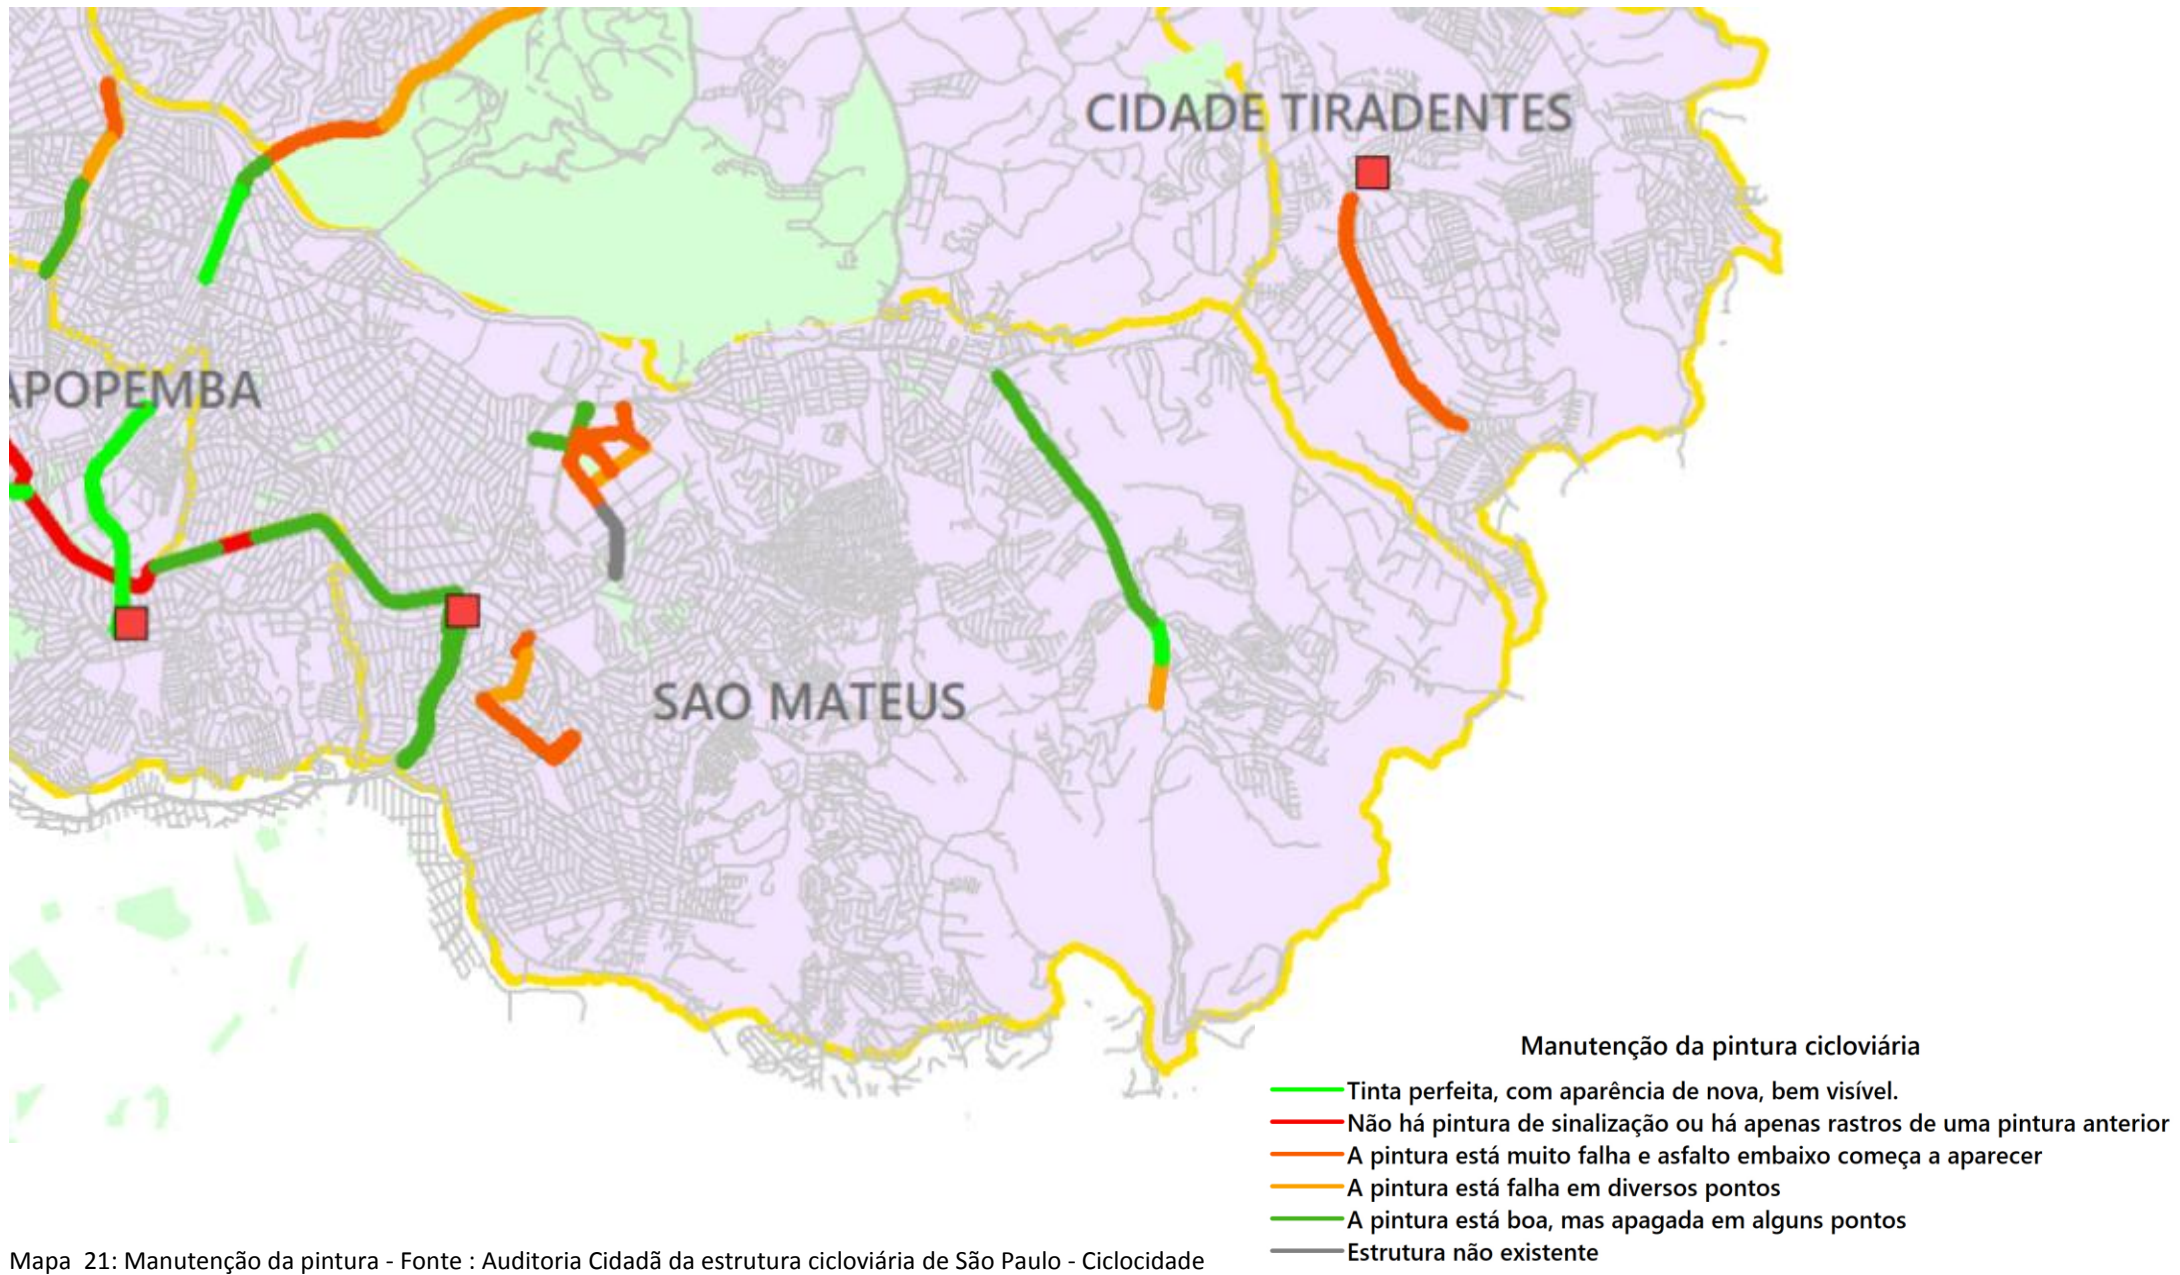 CIDADE TIRADENTES
APOPEMBA
SAO MATEUS
Manutenção da pintura cicloviária
Tinta perfeita, com aparência de nova, bem visível.
Não há pintura de sinalização ou há apenas rastros de uma pintura anterior
A pintura está muito falha e asfalto embaixo começa a aparecer
A pintura está falha em diversos pontos
A pintura está boa, mas apagada em alguns pontos
Estrutura não existente
Mapa 21: Manutenção da pintura - Fonte : Auditoria Cidadã da estrutura cicloviária de São Paulo - Ciclocidade